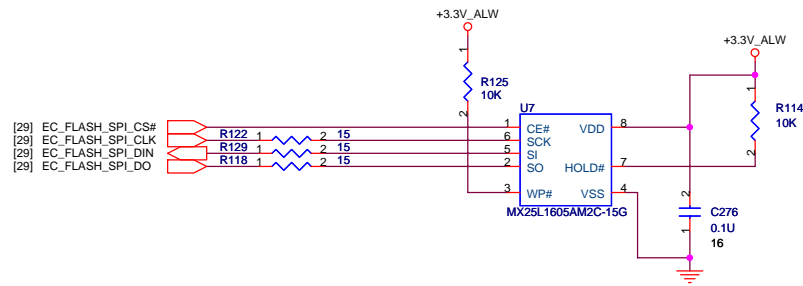 +3.3V_ALW
+3.3V_ALW
1
R125
10K
2
1
R114
10K
2
[29] EC_FLASH_SPI_CS#
[29] EC_FLASH_SPI_CLK
[29] EC_FLASH_SPI_DIN
[29] EC_FLASH_SPI_DO
R122 1 2 15
R129 1 2 15
R118 1 2 15
U7
1 CE# VDD 8
6 SCK
5 SI
2 SO HOLD# 7
3 WP# VSS 4
MX25L1605AM2C-15G
2
C276
0.1U
1
16